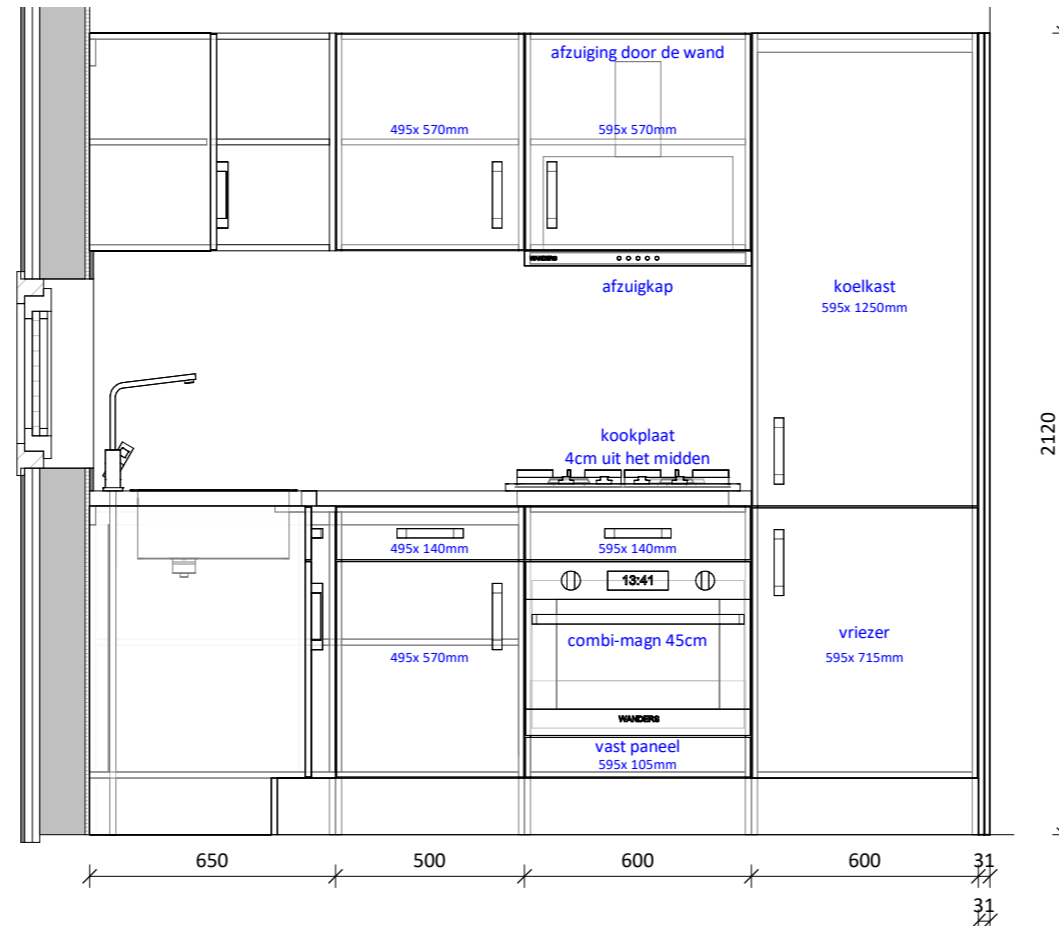 afzuiging door de wand
495x 570mm
595x 570mm
WANDERS
afzuigkap
koelkast
595x 1250mm
2120
kookplaat
4cm uit het midden
495x 140mm
595x 140mm
13:41
combi-magn 45cm
vriezer
495x 570mm
595x 715mm
WANDERS
vast paneel
595x 105mm
650
500
600
600
31
31